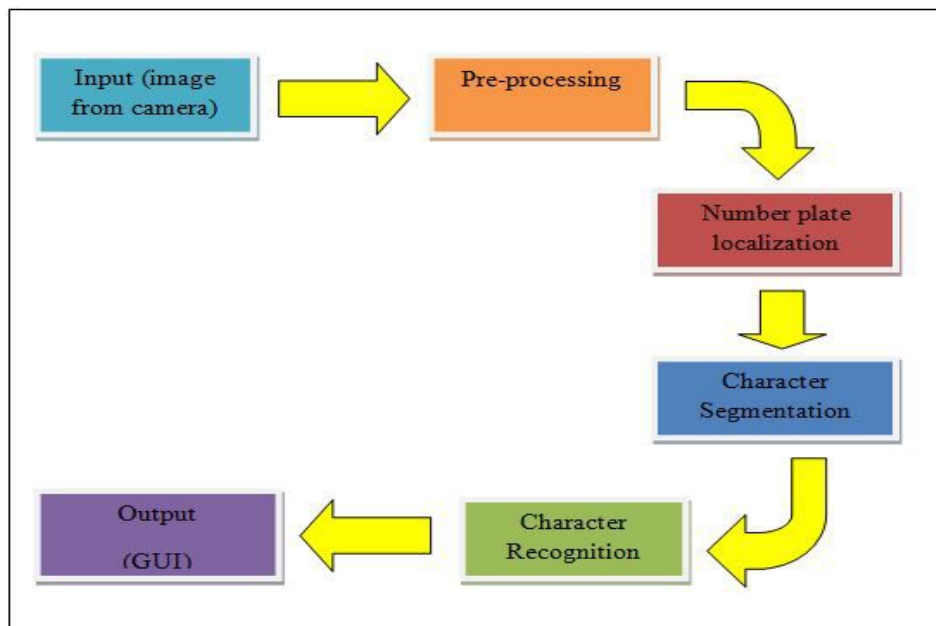 Input (image
from camera)
Pre-processing
Number plate
localization
Character
Segmentation
Character
Recognition
Output
(GUI)